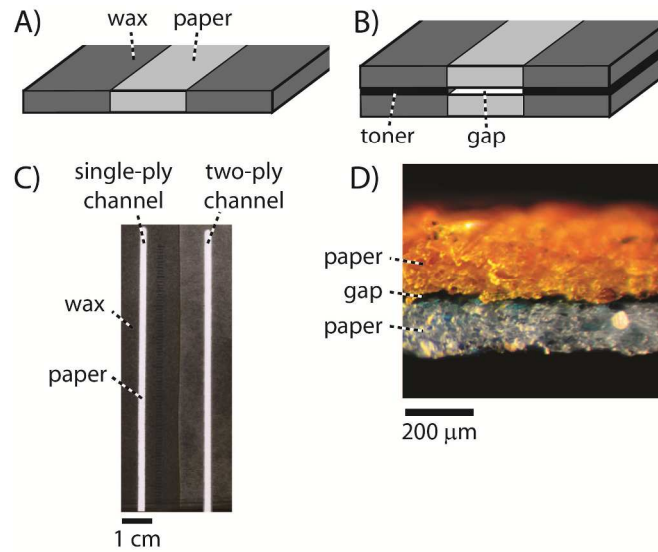 A)
wax
paper
B)
toner
gap
C)
single-ply
channel
two-ply
channel
wax
paper
1 cm
D)
paper
gap
paper
200 μm